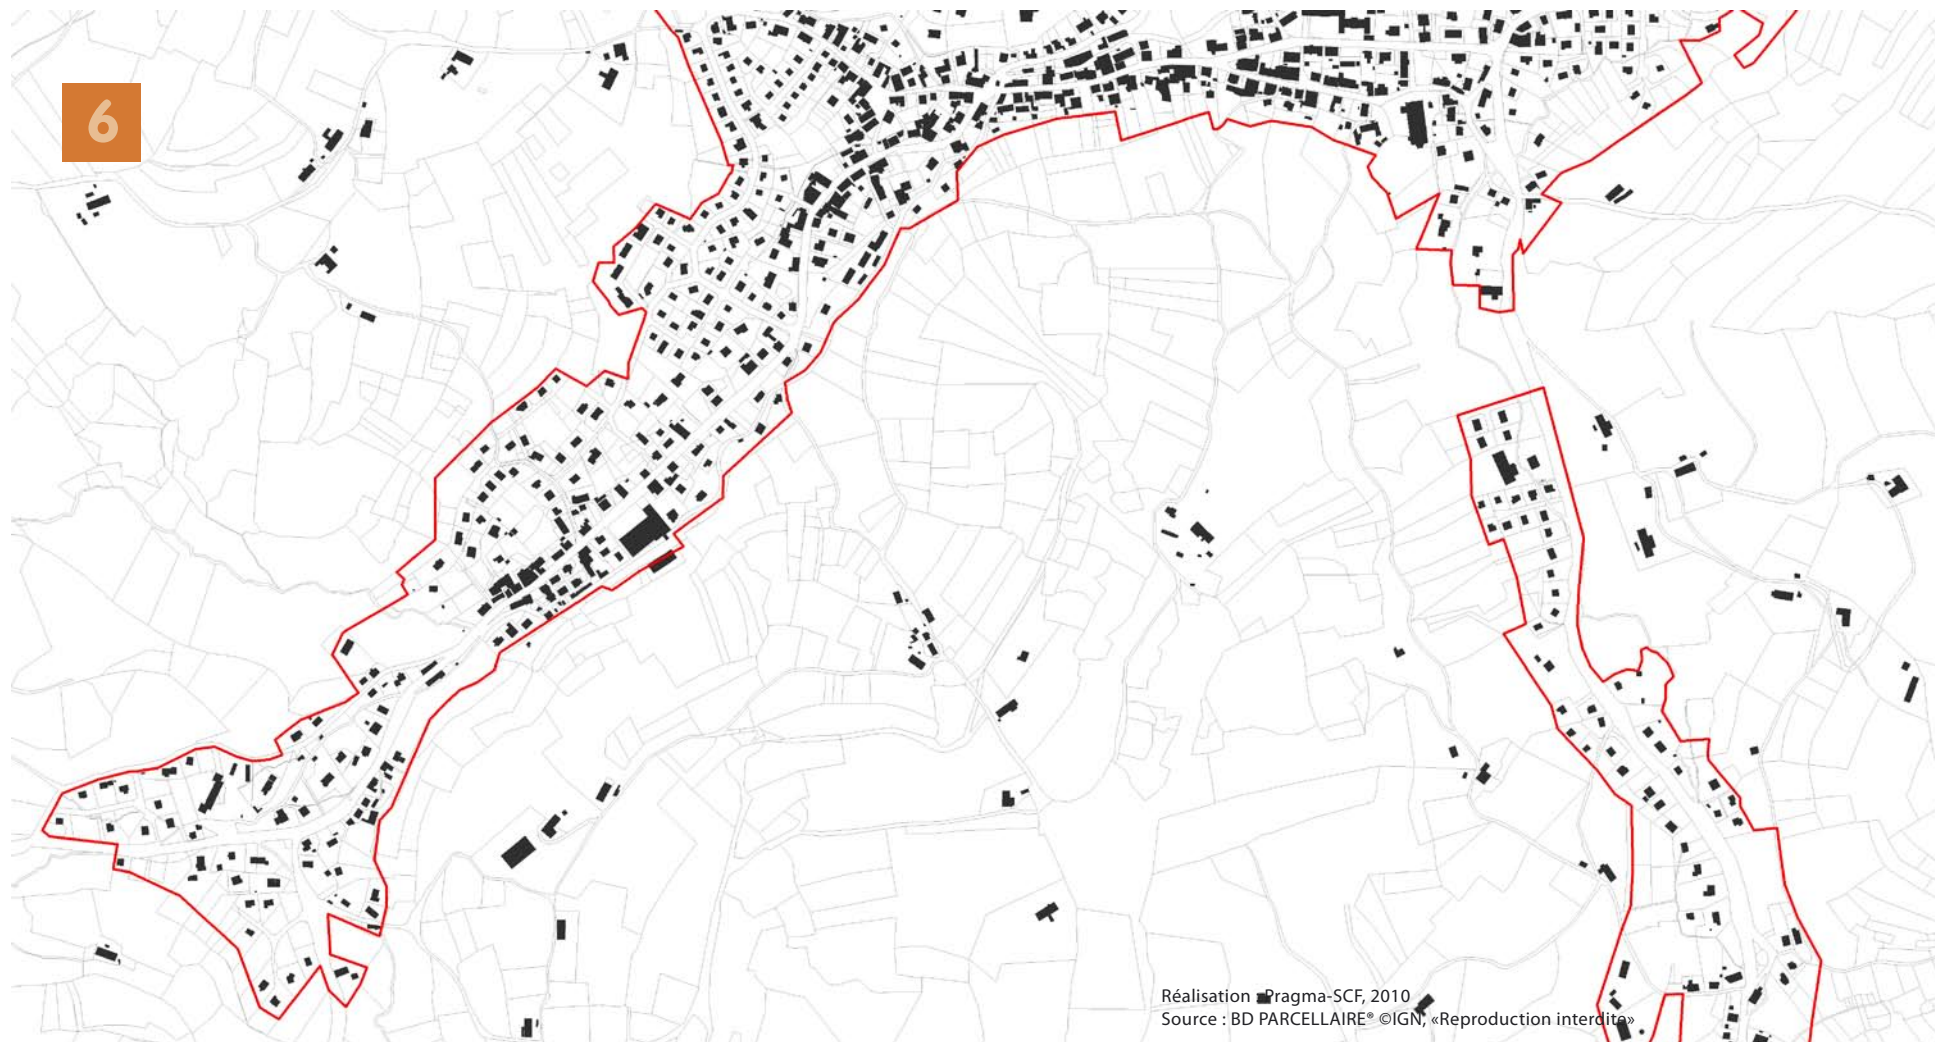 6
Réalisation : Pragma-SCF, 2010
Source : BD PARCELLAIRE® ©IGN, «Reproduction interdite»